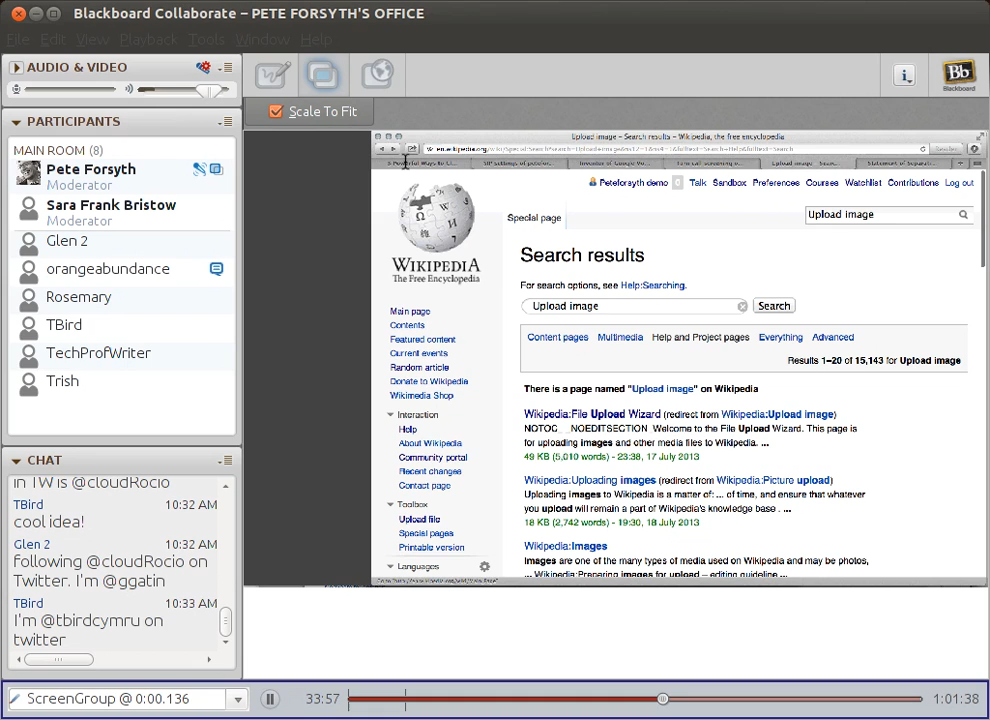 Blackboard Collaborate – PETE FORSYTH'S OFFICE
File Edit View Playback Tools Window Help
AUDIO & VIDEO
PARTICIPANTS
MAIN ROOM (8)
Pete Forsyth
Moderator
Sara Frank Bristow
Moderator
Glen 2
orangeabundance
Rosemary
TBird
TechProfWriter
Trish
CHAT
in TW is @cloudRocio
TBird 10:32 AM
cool idea!
Glen 2 10:32 AM
following @cloudRocio on
Twitter. I'm @ggatin
TBird 10:33 AM
I'm @tbirdcymru on
twitter
Scale To Fit
i
Bb
Blackboard
Upload image – Search results – Wikipedia, the free encyclopedia
Peteforsyth demo 0 Talk Sandbox Preferences Courses Watchlist Contributions Log out
Special page
Upload image
WIKIPEDIA
The Free Encyclopedia
Main page
Contents
Featured content
Current events
Random article
Donate to Wikipedia
Wikimedia Shop
Interaction
Help
About Wikipedia
Community portal
Recent changes
Contact page
Toolbox
Upload file
Special pages
Printable version
Languages
Search results
For search options, see Help:Searching.
Upload image Search
Content pages Multimedia Help and Project pages Everything Advanced
Results 1–20 of 15,143 for Upload image
There is a page named "Upload image" on Wikipedia
Wikipedia:File Upload Wizard (redirect from Wikipedia:Upload image)
NOTOC__NOEDITSECTION Welcome to the File Upload Wizard. This page is
for uploading images and other media files to Wikipedia. ...
49 KB (5,010 words) - 23:38, 17 July 2013
Wikipedia:Uploading images (redirect from Wikipedia:Picture upload)
Uploading images to Wikipedia is a matter of: ... of time, and ensure that whatever
you upload will remain a part of Wikipedia's knowledge base . ...
18 KB (2,742 words) - 19:30, 18 July 2013
Wikipedia:Images
Images are one of the many types of media used on Wikipedia and may be photos,
... Wikipedia:Preparing images for upload – editing guideline ...
ScreenGroup @ 0:00.136
33:57
1:01:38